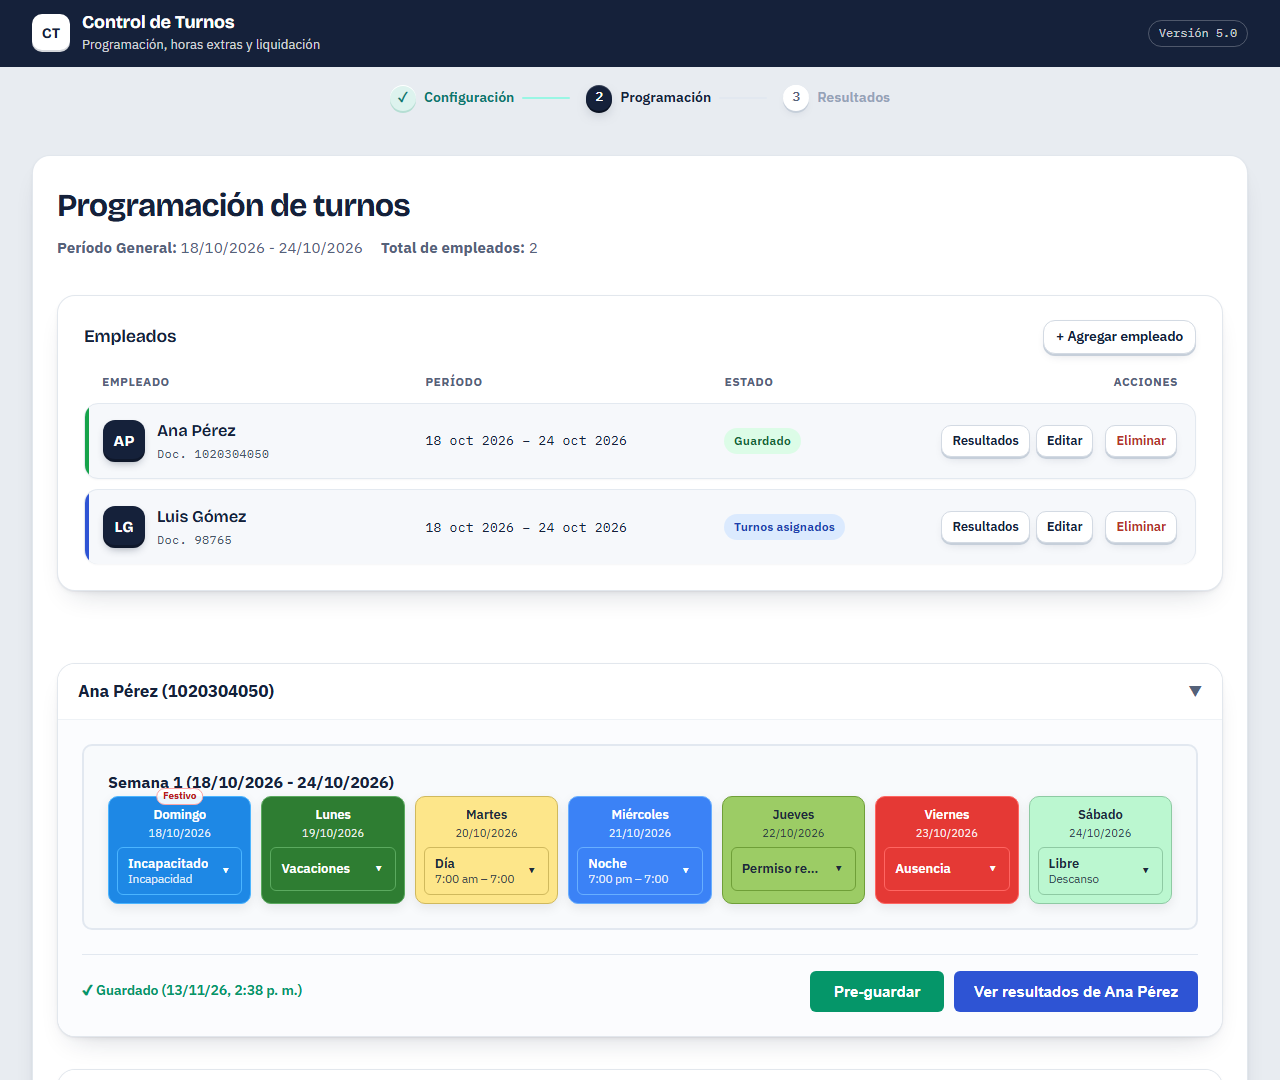 CT
Control de Turnos
Programación, horas extras y liquidación
Versión 5.0
✓ Configuración
2 Programación
3 Resultados
Programación de turnos
Período General: 18/10/2026 - 24/10/2026 Total de empleados: 2
Empleados
+ Agregar empleado
EMPLEADO PERÍODO ESTADO ACCIONES
AP
Ana Pérez
Doc. 1020304050
18 oct 2026 – 24 oct 2026
Guardado
Resultados
Editar
Eliminar
LG
Luis Gómez
Doc. 98765
18 oct 2026 – 24 oct 2026
Turnos asignados
Resultados
Editar
Eliminar
Ana Pérez (1020304050)
▼
Semana 1 (18/10/2026 - 24/10/2026)
Festivo
Domingo
18/10/2026
Incapacitado
Incapacidad
▼
Lunes
19/10/2026
Vacaciones
▼
Martes
20/10/2026
Día
7:00 am – 7:00
▼
Miércoles
21/10/2026
Noche
7:00 pm – 7:00
▼
Jueves
22/10/2026
Permiso re...
▼
Viernes
23/10/2026
Ausencia
▼
Sábado
24/10/2026
Libre
Descanso
▼
✓ Guardado (13/11/26, 2:38 p. m.)
Pre-guardar
Ver resultados de Ana Pérez